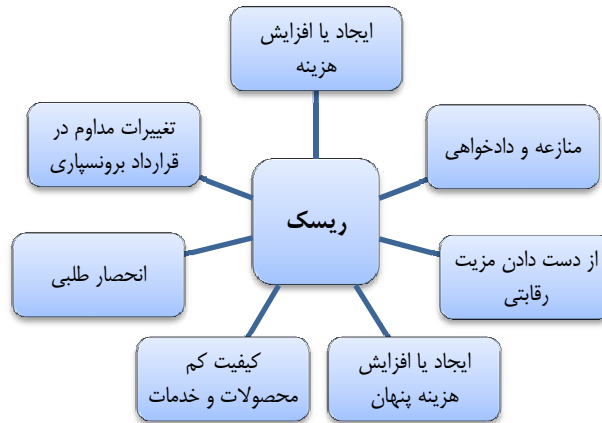 ایجاد یا افزایش
هزینه
منازعه و دادخواهی
از دست دادن مزیت
رقابتی
ایجاد یا افزایش
هزینه پنهان
کیفیت کم
محصولات و خدمات
انحصار طلبی
تغییرات مداوم در
قرارداد برونسپاری
ریسک